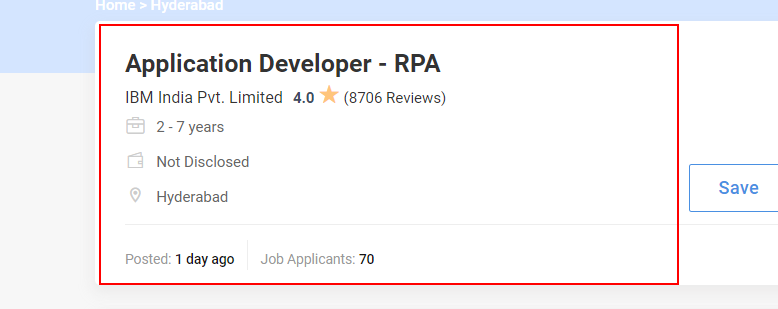 Home > Hyderabad
Application Developer - RPA
IBM India Pvt. Limited 4.0 (8706 Reviews)
2 - 7 years
Not Disclosed
Hyderabad
Save
Posted: 1 day ago Job Applicants: 70